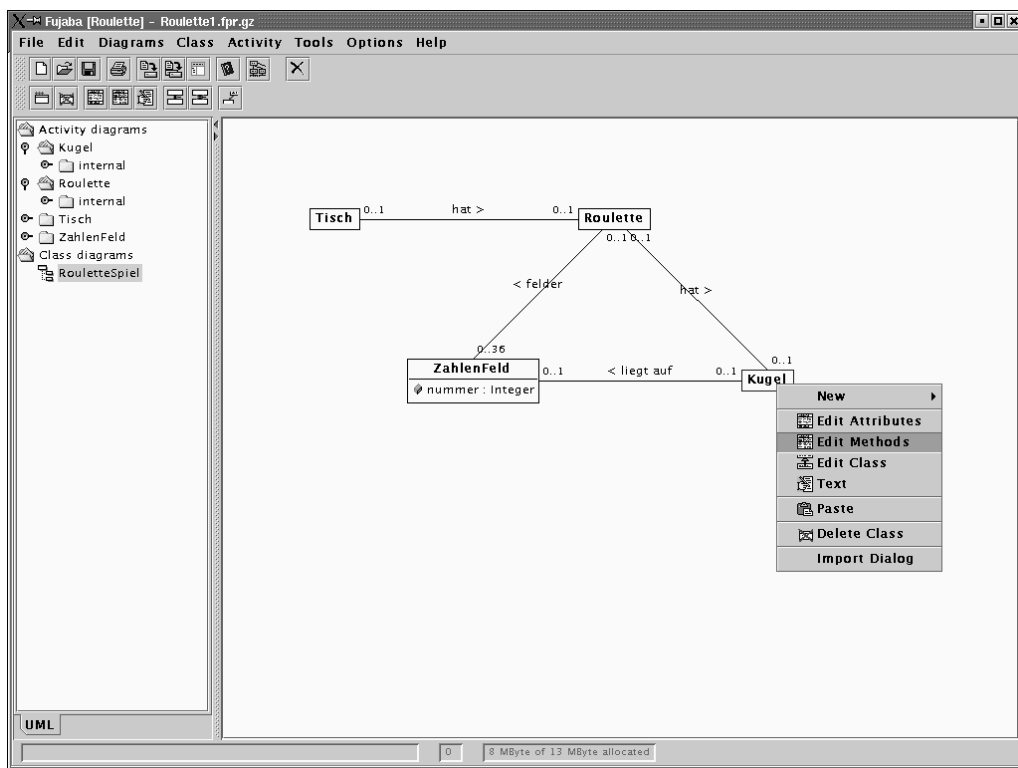 Fujaba [Roulette] - Roulette1.fpr.gz
File Edit Diagrams Class Activity Tools Options Help
Activity diagrams
Kugel
internal
Roulette
internal
Tisch
ZahlenFeld
Class diagrams
RouletteSpiel
UML
Tisch
0..1
hat >
0..1
Roulette
0..1
0..1
< felder
hat >
0..36
0..1
ZahlenFeld
nummer : Integer
0..1
< liegt auf
0..1
Kugel
New
Edit Attributes
Edit Methods
Edit Class
Text
Paste
Delete Class
Import Dialog
0
8 MByte of 13 MByte allocated